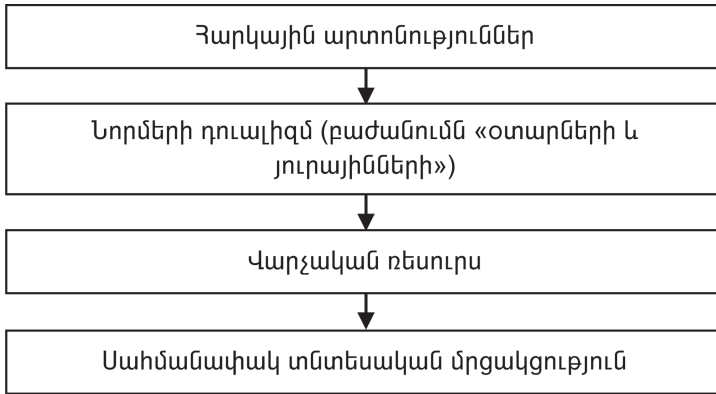 Հարկային արտոնություններ
Նորմերի դուալիզմ (բաժանումն «օտարների և
յուրայինների»)
Վարչական ռեսուրս
Սահմանափակ տնտեսական մրցակցություն